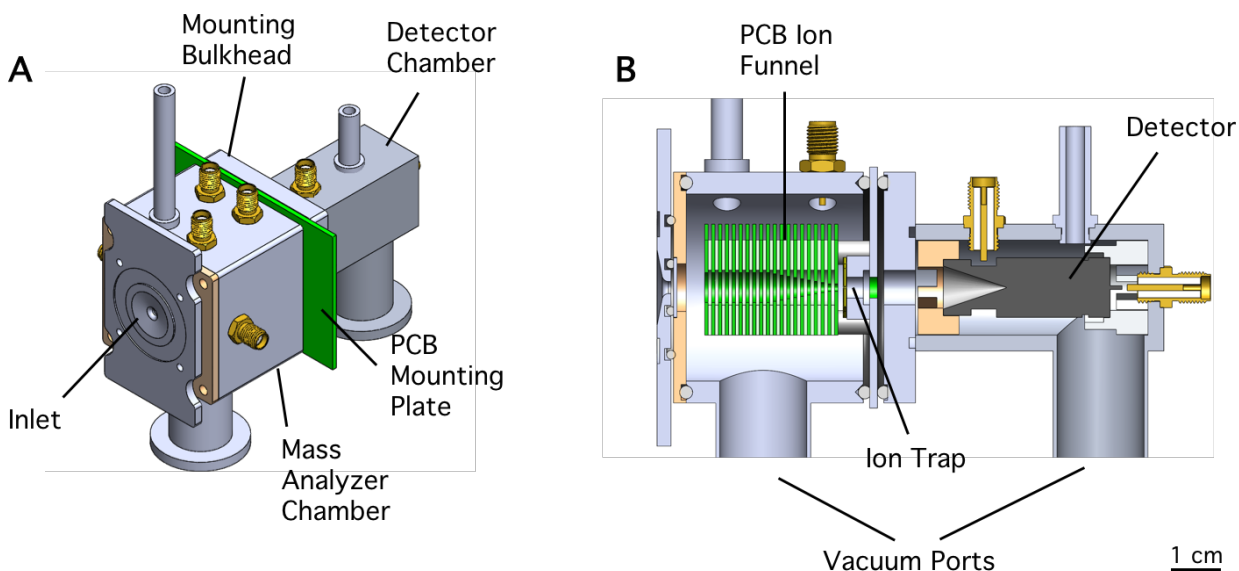 A
Mounting
Bulkhead
Detector
Chamber
Inlet
PCB
Mounting
Plate
Mass
Analyzer
Chamber
B
PCB Ion
Funnel
Detector
Ion Trap
Vacuum Ports
1 cm